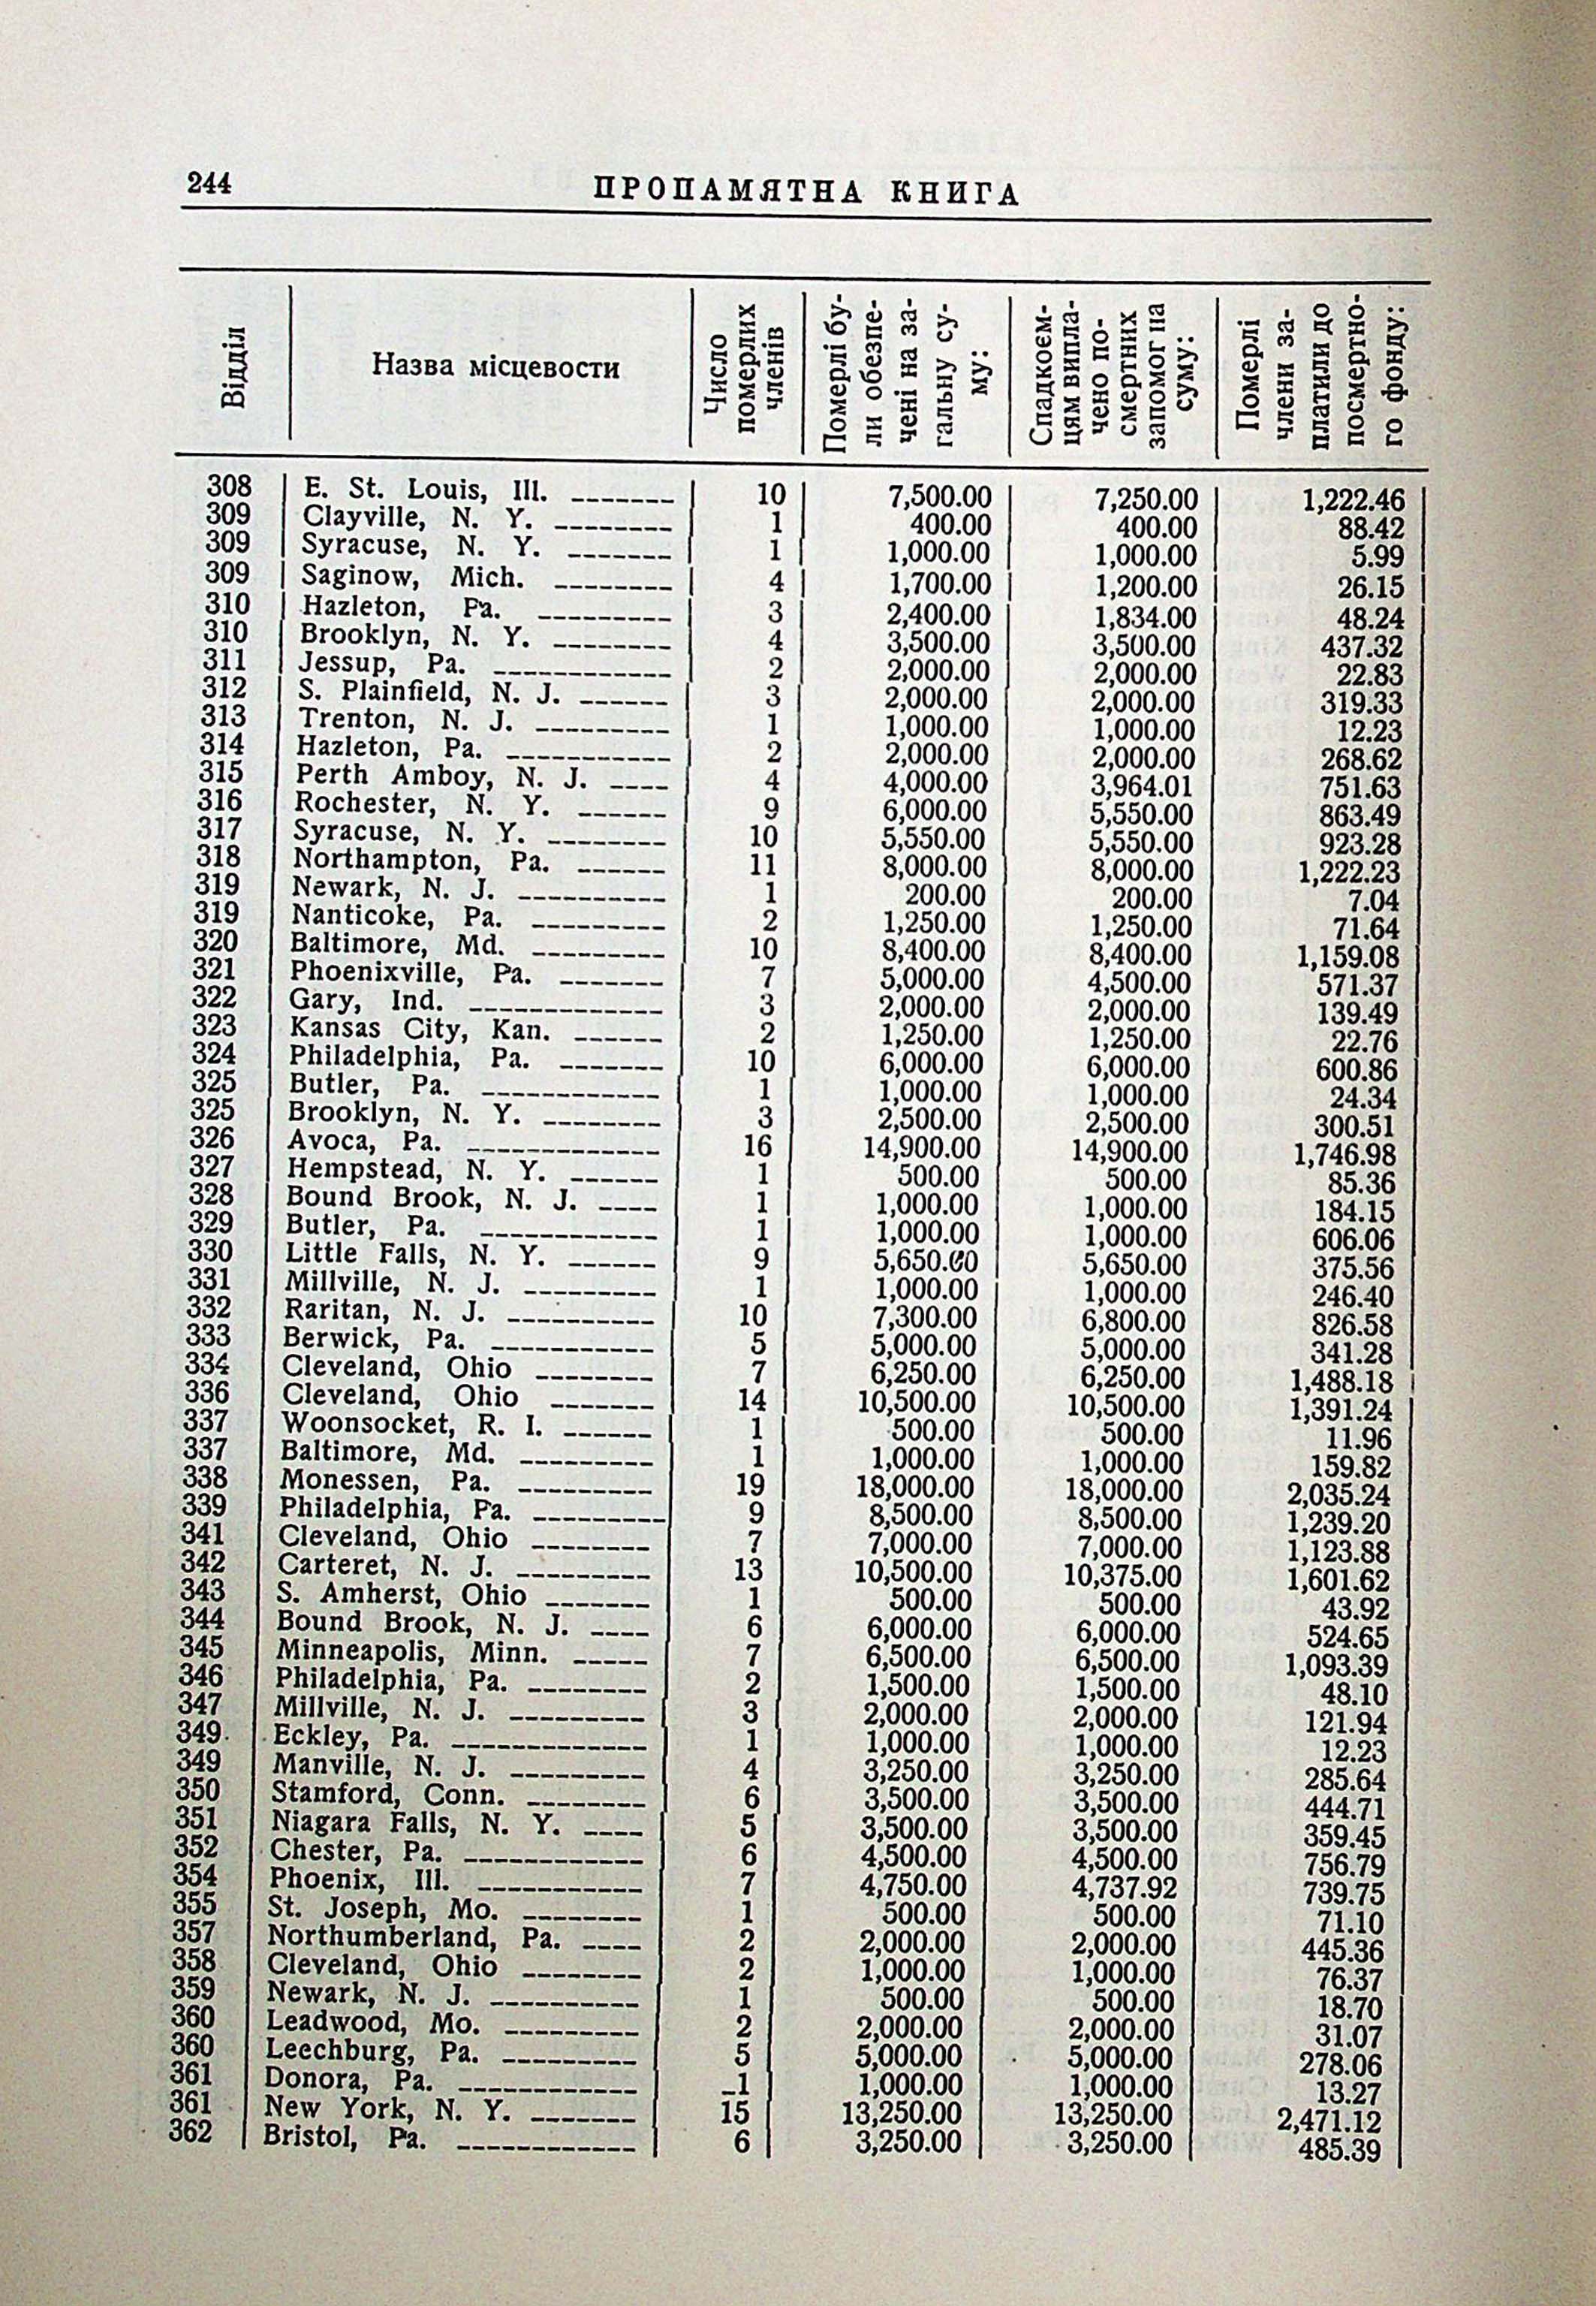 244
ПРОПАМЯТНА КНИГА
Відділ
Назва місцевости
Число
померлих
членів
Померлі бу-
ли обезпе-
чені на за-
гальну су-
му:
Спадкоєм-
цям випла-
чено по-
смертних
запомог на
суму:
Померлі
члени за-
платили до
посмертно-
го фонду:
308 E. St. Louis, Ill. 10 7,500.00 7,250.00 1,222.46
309 Clayville, N. Y. 1 400.00 400.00 88.42
309 Syracuse, N. Y. 1 1,000.00 1,000.00 5.99
309 Saginow, Mich. 4 1,700.00 1,200.00 26.15
310 Hazleton, Pa. 3 2,400.00 1,834.00 48.24
310 Brooklyn, N. Y. 4 3,500.00 3,500.00 437.32
311 Jessup, Pa. 2 2,000.00 2,000.00 22.83
312 S. Plainfield, N. J. 3 2,000.00 2,000.00 319.33
313 Trenton, N. J. 1 1,000.00 1,000.00 12.23
314 Hazleton, Pa. 2 2,000.00 2,000.00 268.62
315 Perth Amboy, N. J. 4 4,000.00 3,964.01 751.63
316 Rochester, N. Y. 9 6,000.00 5,550.00 863.49
317 Syracuse, N. Y. 10 5,550.00 5,550.00 923.28
318 Northampton, Pa. 11 8,000.00 8,000.00 1,222.23
319 Newark, N. J. 1 200.00 200.00 7.04
319 Nanticoke, Pa. 2 1,250.00 1,250.00 71.64
320 Baltimore, Md. 10 8,400.00 8,400.00 1,159.08
321 Phoenixville, Pa. 7 5,000.00 4,500.00 571.37
322 Gary, Ind. 3 2,000.00 2,000.00 139.49
323 Kansas City, Kan. 2 1,250.00 1,250.00 22.76
324 Philadelphia, Pa. 10 6,000.00 6,000.00 600.86
325 Butler, Pa. 1 1,000.00 1,000.00 24.34
325 Brooklyn, N. Y. 3 2,500.00 2,500.00 300.51
326 Avoca, Pa. 16 14,900.00 14,900.00 1,746.98
327 Hempstead, N. Y. 1 500.00 500.00 85.36
328 Bound Brook, N. J. 1 1,000.00 1,000.00 184.15
329 Butler, Pa. 1 1,000.00 1,000.00 606.06
330 Little Falls, N. Y. 9 5,650.00 5,650.00 375.56
331 Millville, N. J. 1 1,000.00 1,000.00 246.40
332 Raritan, N. J. 10 7,300.00 6,800.00 826.58
333 Berwick, Pa. 5 5,000.00 5,000.00 341.28
334 Cleveland, Ohio 7 6,250.00 6,250.00 1,488.18
336 Cleveland, Ohio 14 10,500.00 10,500.00 1,391.24
337 Woonsocket, R. I. 1 500.00 500.00 11.96
337 Baltimore, Md. 1 1,000.00 1,000.00 159.82
338 Monessen, Pa. 19 18,000.00 18,000.00 2,035.24
339 Philadelphia, Pa. 9 8,500.00 8,500.00 1,239.20
341 Cleveland, Ohio 7 7,000.00 7,000.00 1,123.88
342 Carteret, N. J. 13 10,500.00 10,375.00 1,601.62
343 S. Amherst, Ohio 1 500.00 500.00 43.92
344 Bound Brook, N. J. 6 6,000.00 6,000.00 524.65
345 Minneapolis, Minn. 7 6,500.00 6,500.00 1,093.39
346 Philadelphia, Pa. 2 1,500.00 1,500.00 48.10
347 Millville, N. J. 3 2,000.00 2,000.00 121.94
349 Eckley, Pa. 1 1,000.00 1,000.00 12.23
349 Manville, N. J. 4 3,250.00 3,250.00 285.64
350 Stamford, Conn. 6 3,500.00 3,500.00 444.71
351 Niagara Falls, N. Y. 5 3,500.00 3,500.00 359.45
352 Chester, Pa. 6 4,500.00 4,500.00 756.79
354 Phoenix, Ill. 7 4,750.00 4,737.92 739.75
355 St. Joseph, Mo. 1 500.00 500.00 71.10
357 Northumberland, Pa. 2 2,000.00 2,000.00 445.36
358 Cleveland, Ohio 2 1,000.00 1,000.00 76.37
359 Newark, N. J. 1 500.00 500.00 18.70
360 Leadwood, Mo. 2 2,000.00 2,000.00 31.07
360 Leechburg, Pa. 5 5,000.00 5,000.00 278.06
361 Donora, Pa. 1 1,000.00 1,000.00 13.27
361 New York, N. Y. 15 13,250.00 13,250.00 2,471.12
362 Bristol, Pa. 6 3,250.00 3,250.00 485.39